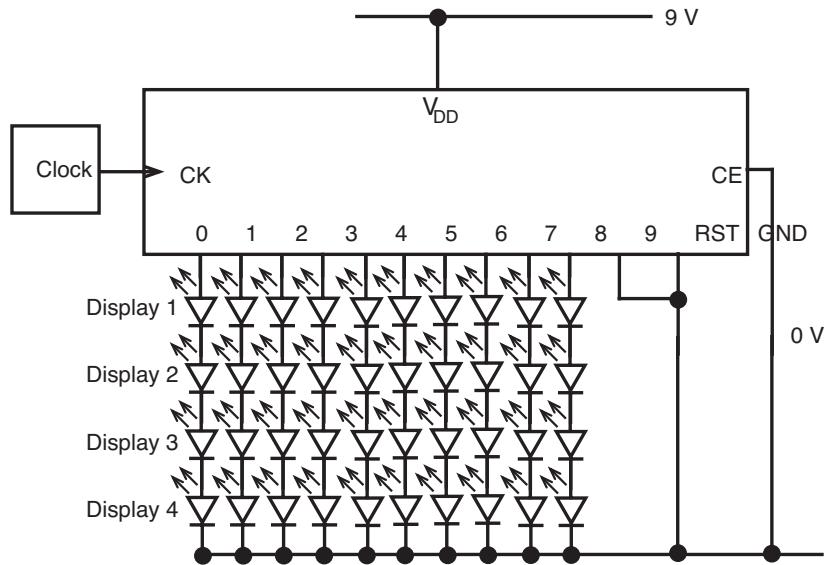 9 V
V DD
Clock
CK
CE
0 1 2 3 4 5 6 7 8 9 RST GND
Display 1
0 V
Display 2
Display 3
Display 4